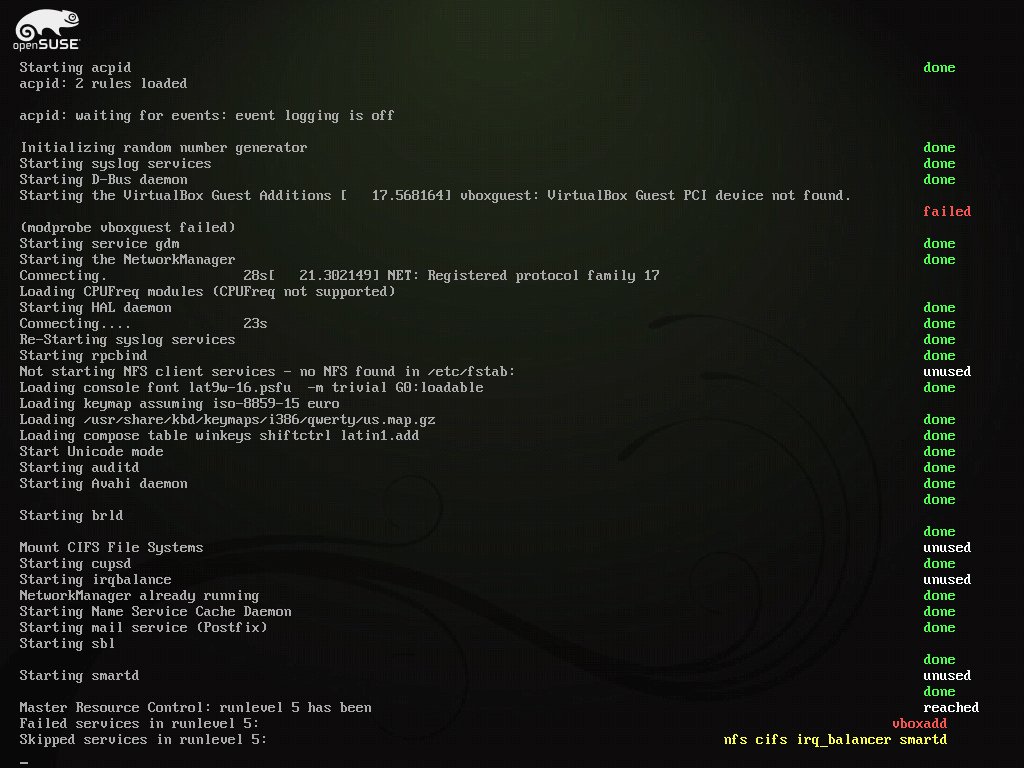 openSUSE
Starting acpid done
acpid: 2 rules loaded
acpid: waiting for events: event logging is off
Initializing random number generator done
Starting syslog services done
Starting D-Bus daemon done
Starting the VirtualBox Guest Additions [   17.568164] vboxguest: VirtualBox Guest PCI device not found.
failed
(modprobe vboxguest failed)
Starting service gdm done
Starting the NetworkManager done
Connecting. 28s[   21.302149] NET: Registered protocol family 17
Loading CPUFreq modules (CPUFreq not supported)
Starting HAL daemon done
Connecting.... 23s done
Re-Starting syslog services done
Starting rpcbind done
Not starting NFS client services - no NFS found in /etc/fstab: unused
Loading console font lat9w-16.psfu  -m trivial G0:loadable done
Loading keymap assuming iso-8859-15 euro
Loading /usr/share/kbd/keymaps/i386/qwerty/us.map.gz done
Loading compose table winkeys shiftctrl latin1.add done
Start Unicode mode done
Starting auditd done
Starting Avahi daemon done
done
Starting brld
done
Mount CIFS File Systems unused
Starting cupsd done
Starting irqbalance unused
NetworkManager already running done
Starting Name Service Cache Daemon done
Starting mail service (Postfix) done
Starting sbl
done
Starting smartd unused
done
Master Resource Control: runlevel 5 has been reached
Failed services in runlevel 5: vboxadd
Skipped services in runlevel 5: nfs cifs irq_balancer smartd
_